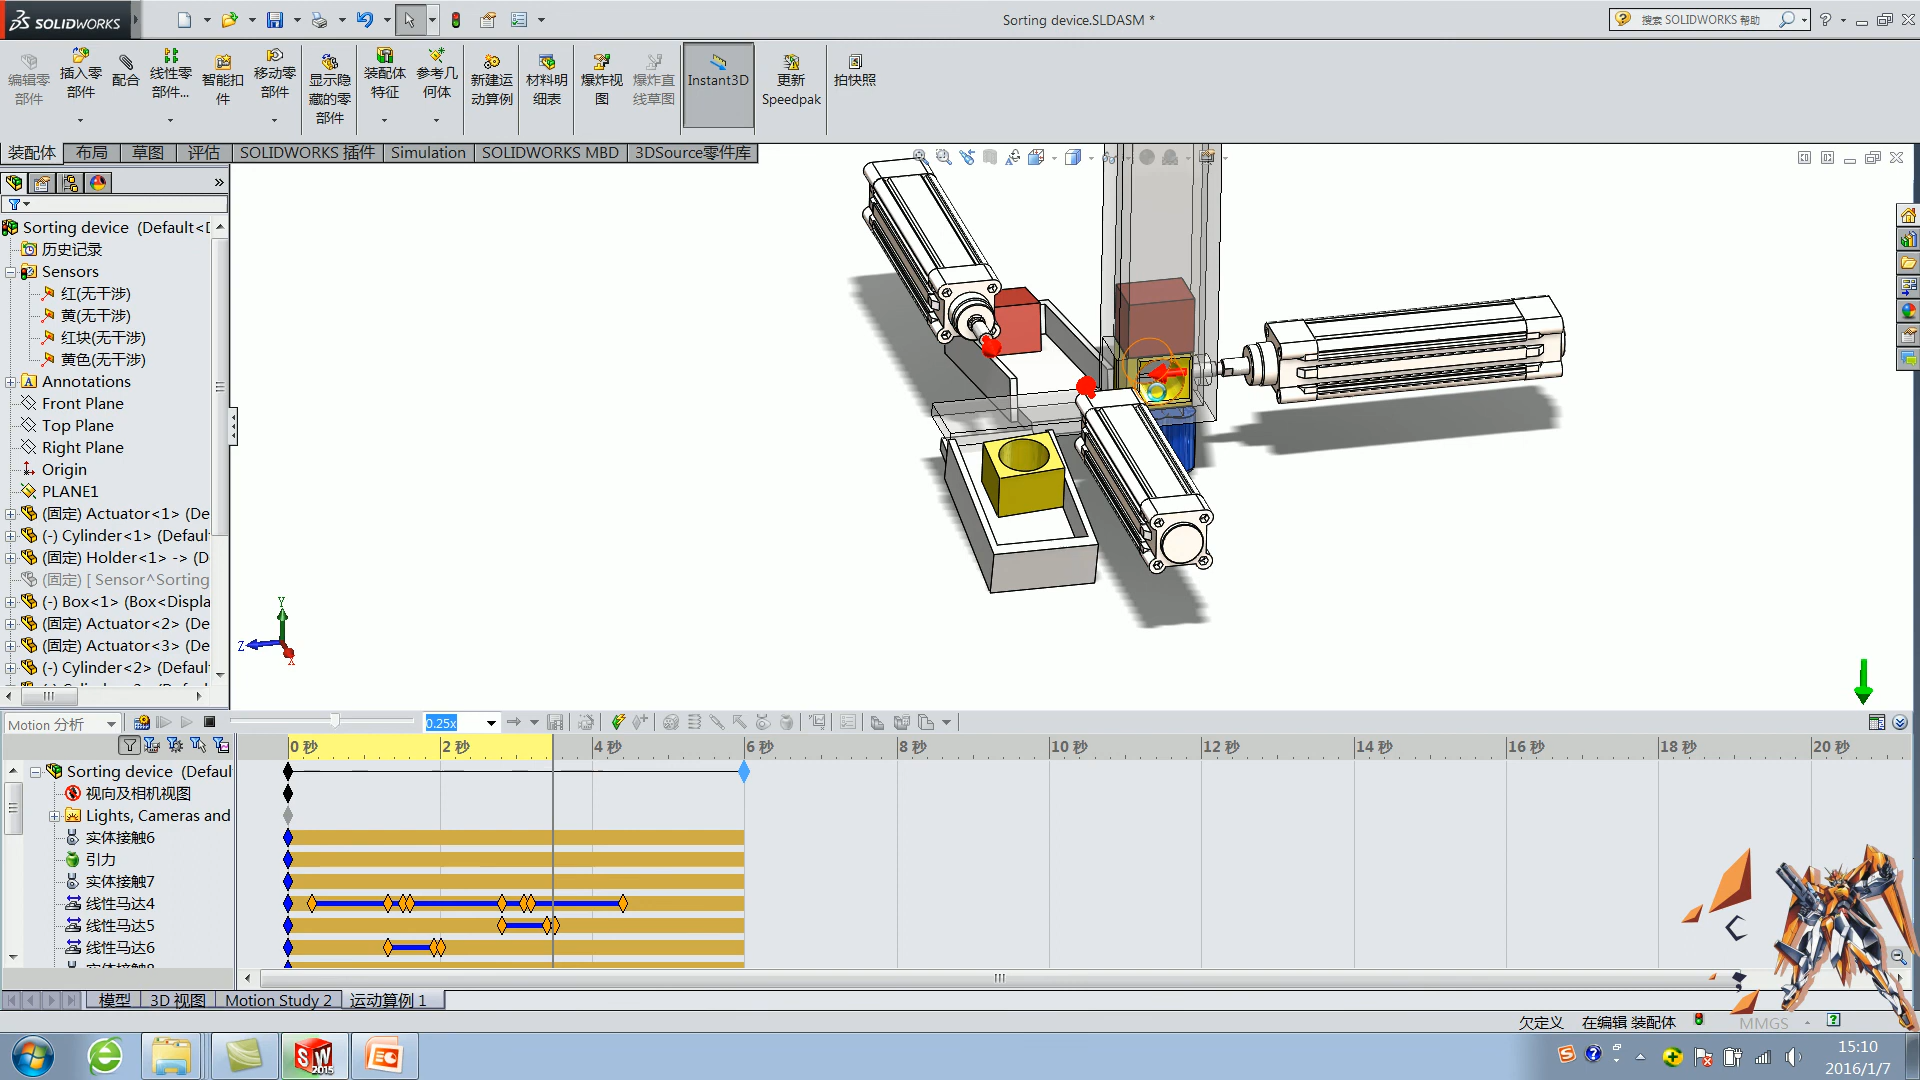 SOLIDWORKS
Sorting device.SLDASM *
搜索 SOLIDWORKS 帮助
编辑零部件
插入零部件
配合
线性零部件...
智能扣件
移动零部件
显示隐藏的零部件
装配体特征
参考几何体
新建运动算例
材料明细表
爆炸视图
爆炸直线草图
Instant3D
更新 Speedpak
拍快照
装配体 布局 草图 评估 SOLIDWORKS 插件 Simulation SOLIDWORKS MBD 3DSource零件库
Sorting device (Default<D
历史记录
Sensors
红(无干涉)
黄(无干涉)
红块(无干涉)
黄色(无干涉)
Annotations
Front Plane
Top Plane
Right Plane
Origin
PLANE1
(固定) Actuator<1> (De
(-) Cylinder<1> (Defaul
(固定) Holder<1> -> (D
(固定) [ Sensor^Sorting
(-) Box<1> (Box<Displa
(固定) Actuator<2> (De
(固定) Actuator<3> (De
(-) Cylinder<2> (Defaul
Y
Z
X
Motion 分析
0.25x
0 秒 2 秒 4 秒 6 秒 8 秒 10 秒 12 秒 14 秒 16 秒 18 秒 20 秒
Sorting device (Defaul
视向及相机视图
Lights, Cameras and
实体接触6
引力
实体接触7
线性马达4
线性马达5
线性马达6
模型 3D 视图 Motion Study 2 运动算例 1
欠定义 在编辑 装配体 MMGS
SW 2015
15:10
2016/1/7